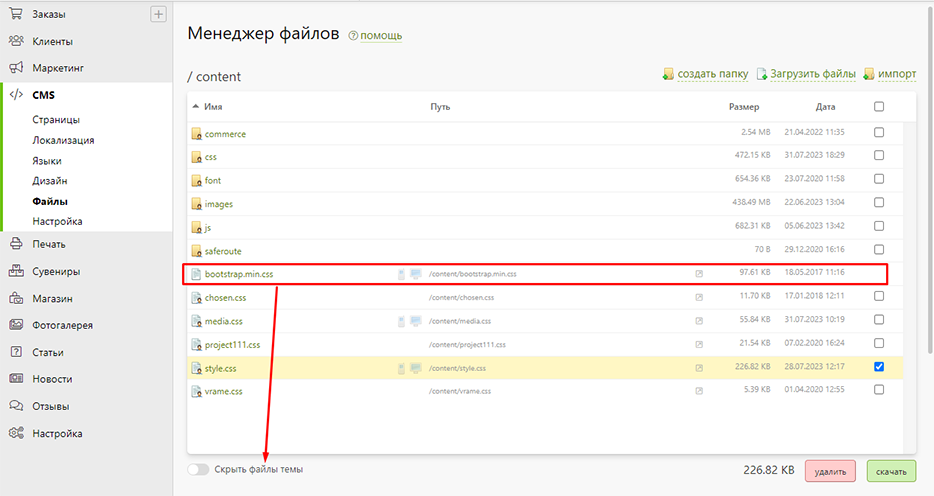 Заказы
Клиенты
Маркетинг
CMS
Страницы
Локализация
Языки
Дизайн
Файлы
Настройка
Печать
Сувениры
Магазин
Фотогалерея
Статьи
Новости
Отзывы
Настройка
Менеджер файлов помощь
/ content
создать папку Загрузить файлы импорт
Имя Путь Размер Дата
commerce 2.54 MB 21.04.2022 11:35
css 472.15 KB 31.07.2023 18:29
font 654.36 KB 23.07.2020 11:58
images 438.49 MB 22.06.2023 13:04
js 682.31 KB 05.06.2023 13:42
saferoute 70 B 29.12.2020 16:16
bootstrap.min.css /content/bootstrap.min.css 97.61 KB 18.05.2017 11:16
chosen.css /content/chosen.css 11.70 KB 17.01.2018 12:11
media.css /content/media.css 55.84 KB 31.07.2023 10:19
project111.css /content/project111.css 21.54 KB 07.02.2020 16:24
style.css /content/style.css 226.82 KB 28.07.2023 12:17
vrame.css /content/vrame.css 5.39 KB 01.04.2020 12:55
Скрыть файлы темы 226.82 KB удалить скачать